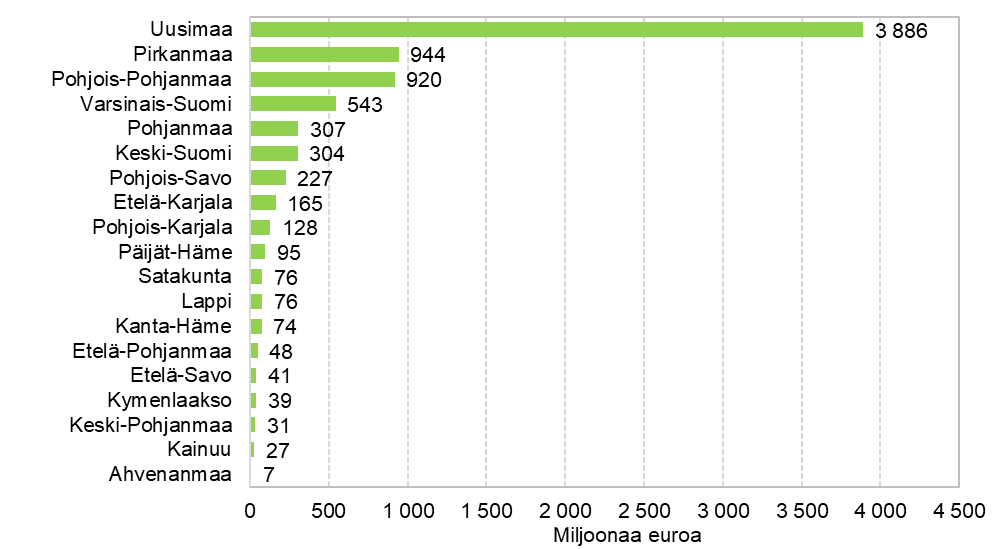 Uusimaa 3 886
Pirkanmaa 944
Pohjois-Pohjanmaa 920
Varsinais-Suomi 543
Pohjanmaa 307
Keski-Suomi 304
Pohjois-Savo 227
Etelä-Karjala 165
Pohjois-Karjala 128
Päijät-Häme 95
Satakunta 76
Lappi 76
Kanta-Häme 74
Etelä-Pohjanmaa 48
Etelä-Savo 41
Kymenlaakso 39
Keski-Pohjanmaa 31
Kainuu 27
Ahvenanmaa 7
0 500 1 000 1 500 2 000 2 500 3 000 3 500 4 000 4 500
Miljoonaa euroa